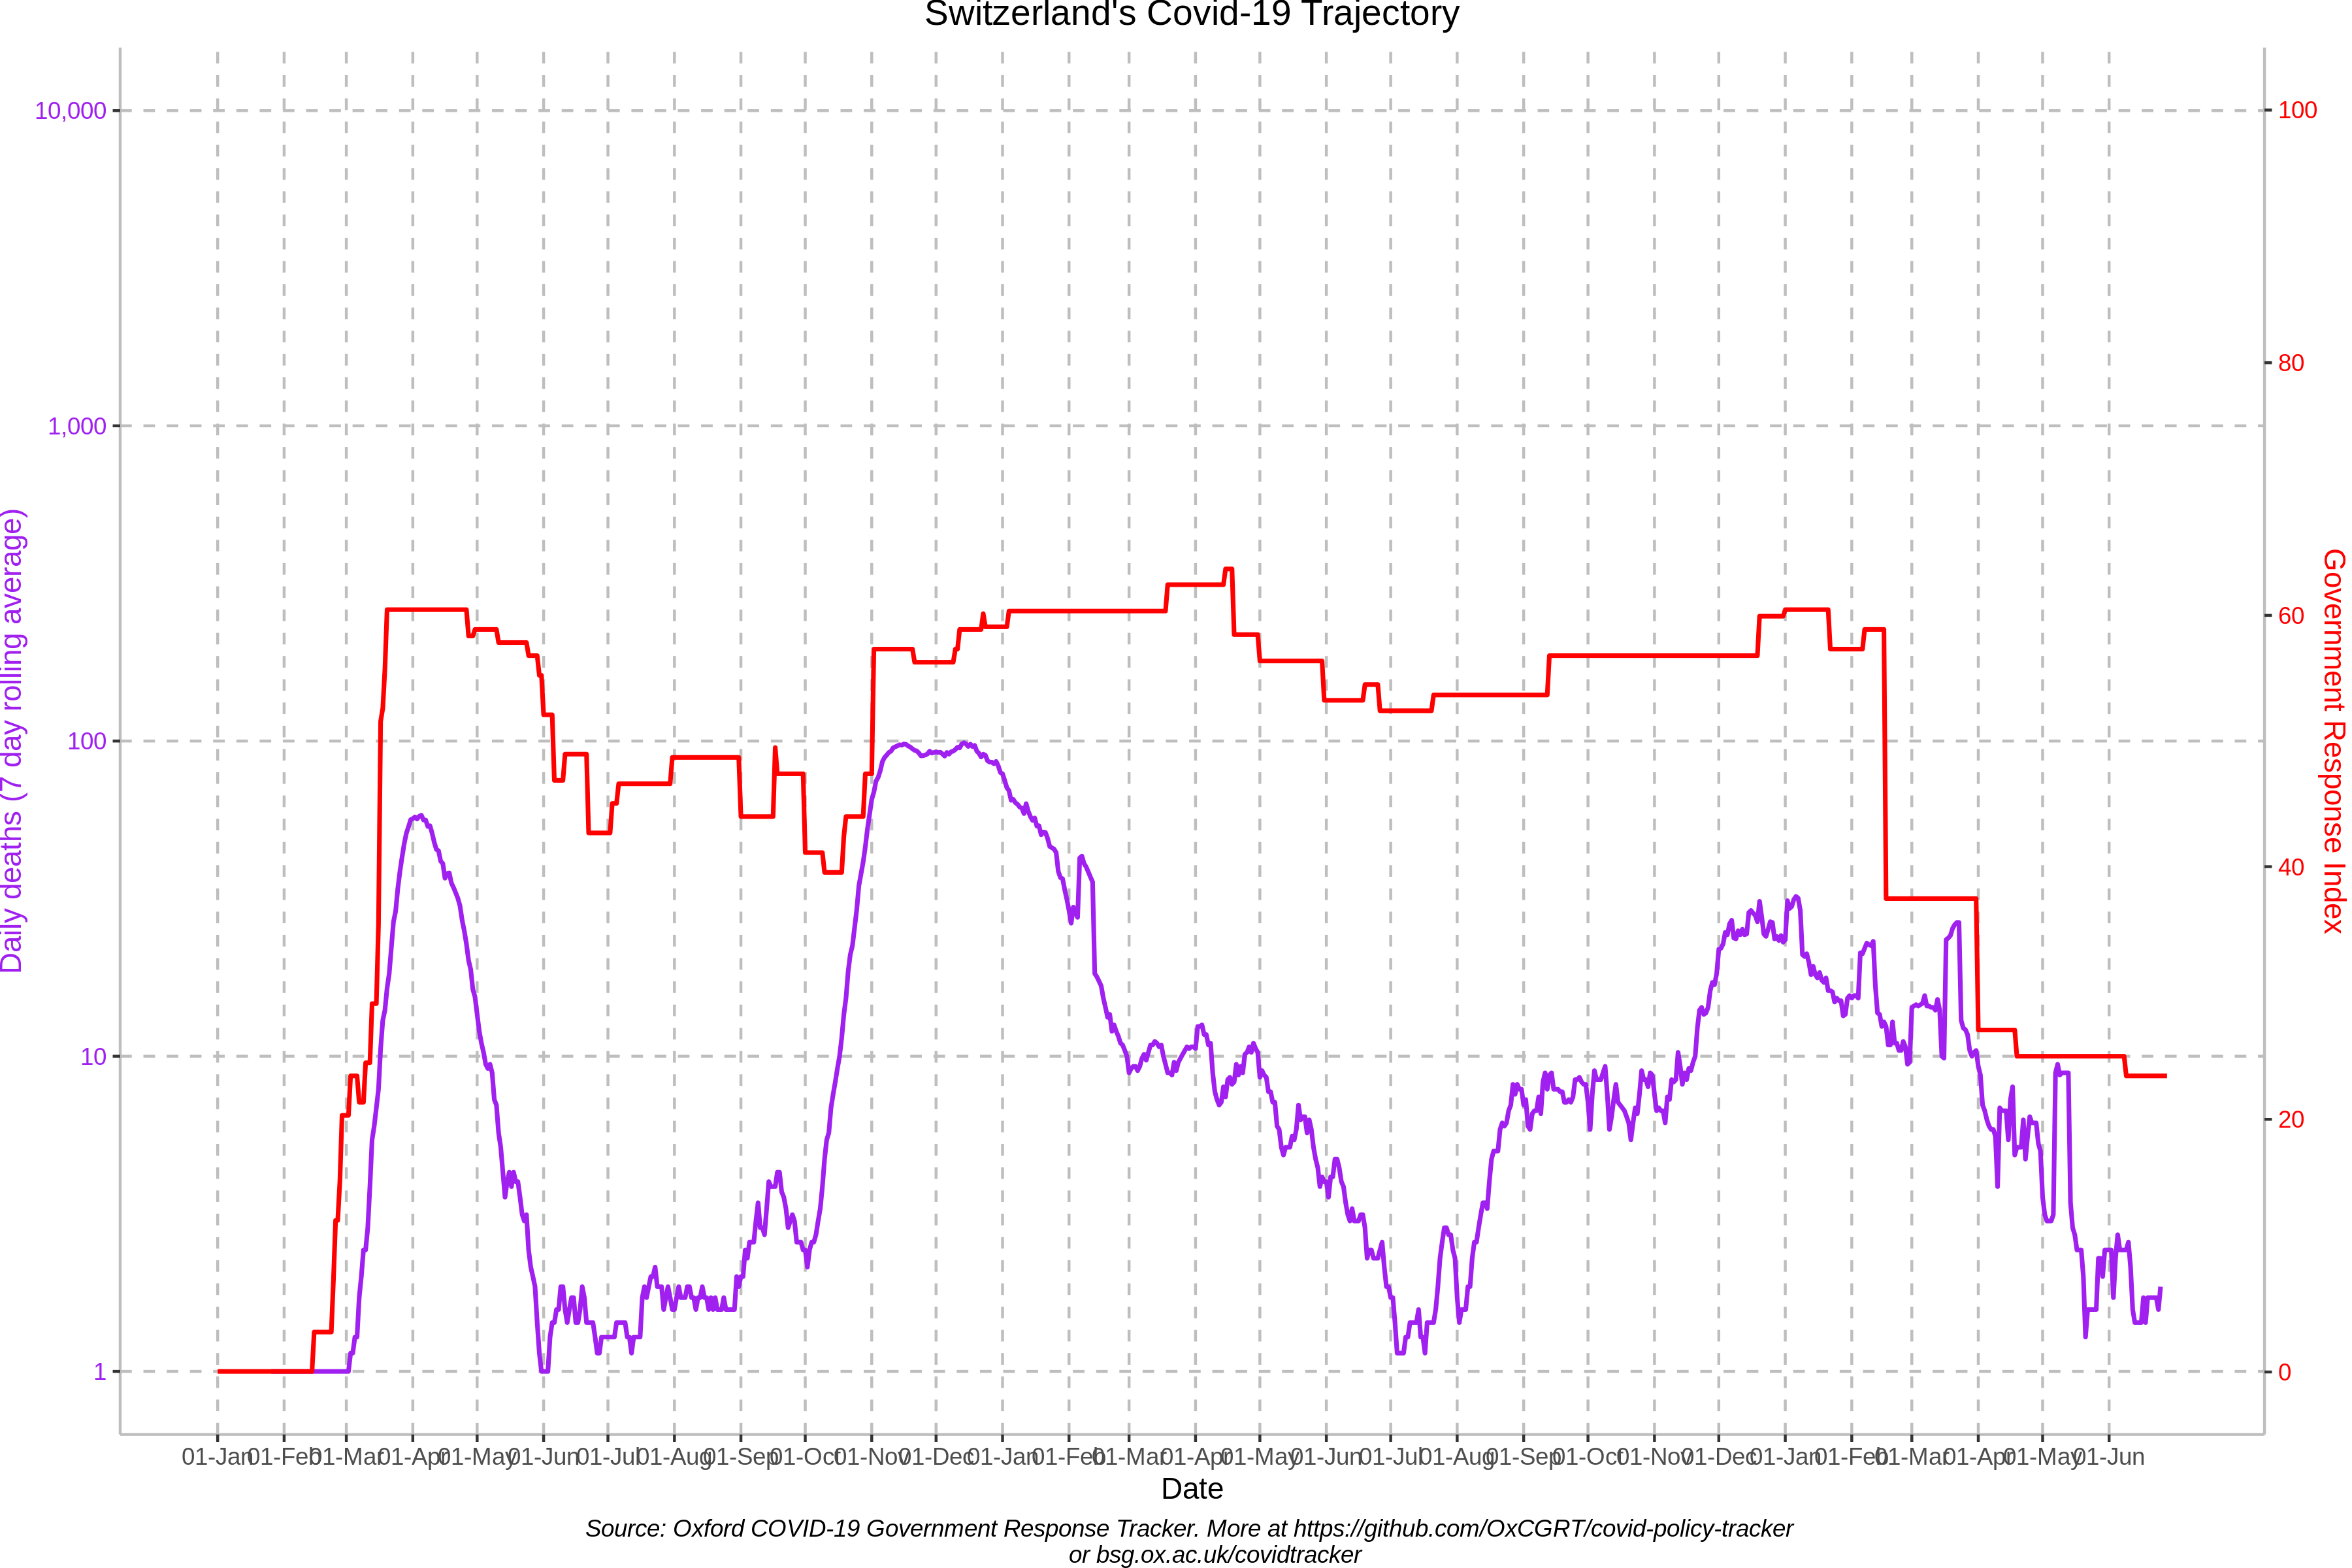 Switzerland's Covid-19 Trajectory
10,000
1,000
100
10
1
Daily deaths (7 day rolling average)
100
80
60
40
20
0
Government Response Index
01-Jan 01-Feb 01-Mar 01-Apr 01-May 01-Jun 01-Jul 01-Aug 01-Sep 01-Oct 01-Nov 01-Dec 01-Jan 01-Feb 01-Mar 01-Apr 01-May 01-Jun 01-Jul 01-Aug 01-Sep 01-Oct 01-Nov 01-Dec 01-Jan 01-Feb 01-Mar 01-Apr 01-May 01-Jun
Date
Source: Oxford COVID-19 Government Response Tracker. More at https://github.com/OxCGRT/covid-policy-tracker
or bsg.ox.ac.uk/covidtracker